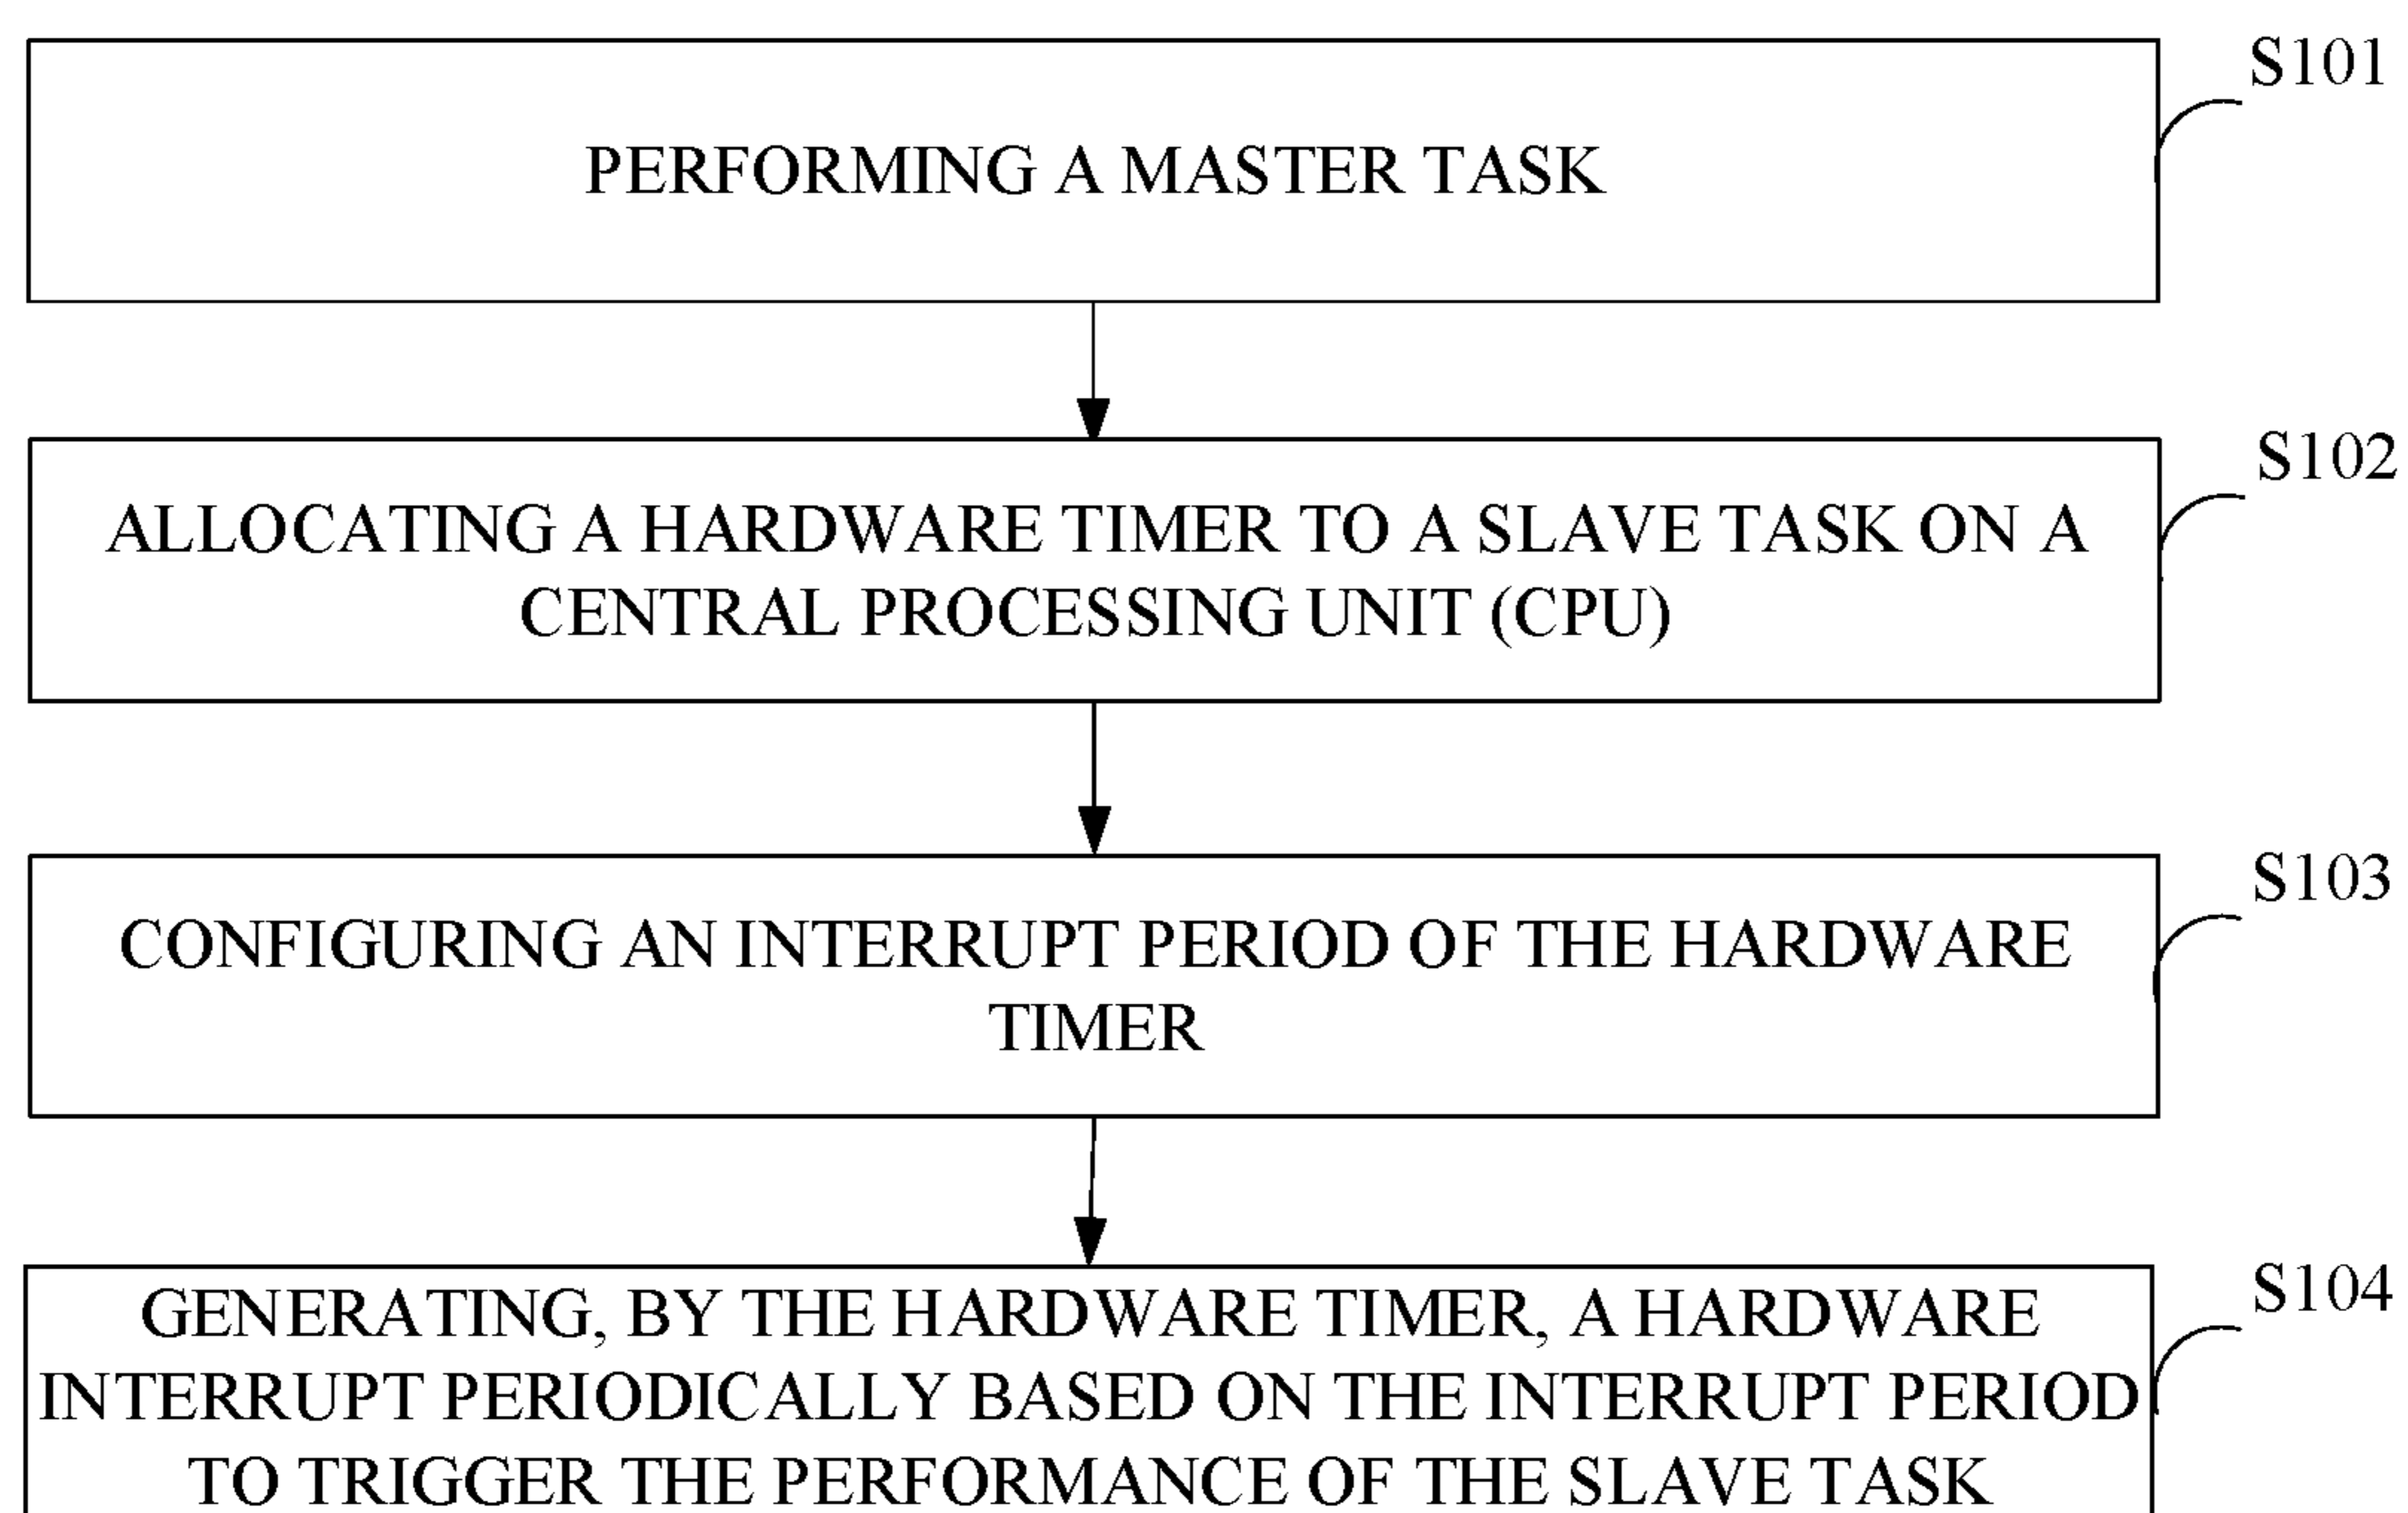 S101
PERFORMING A MASTER TASK
S102
ALLOCATING A HARDWARE TIMER TO A SLAVE TASK ON A
CENTRAL PROCESSING UNIT (CPU)
S103
CONFIGURING AN INTERRUPT PERIOD OF THE HARDWARE
TIMER
S104
GENERATING, BY THE HARDWARE TIMER, A HARDWARE
INTERRUPT PERIODICALLY BASED ON THE INTERRUPT PERIOD
TO TRIGGER THE PERFORMANCE OF THE SLAVE TASK